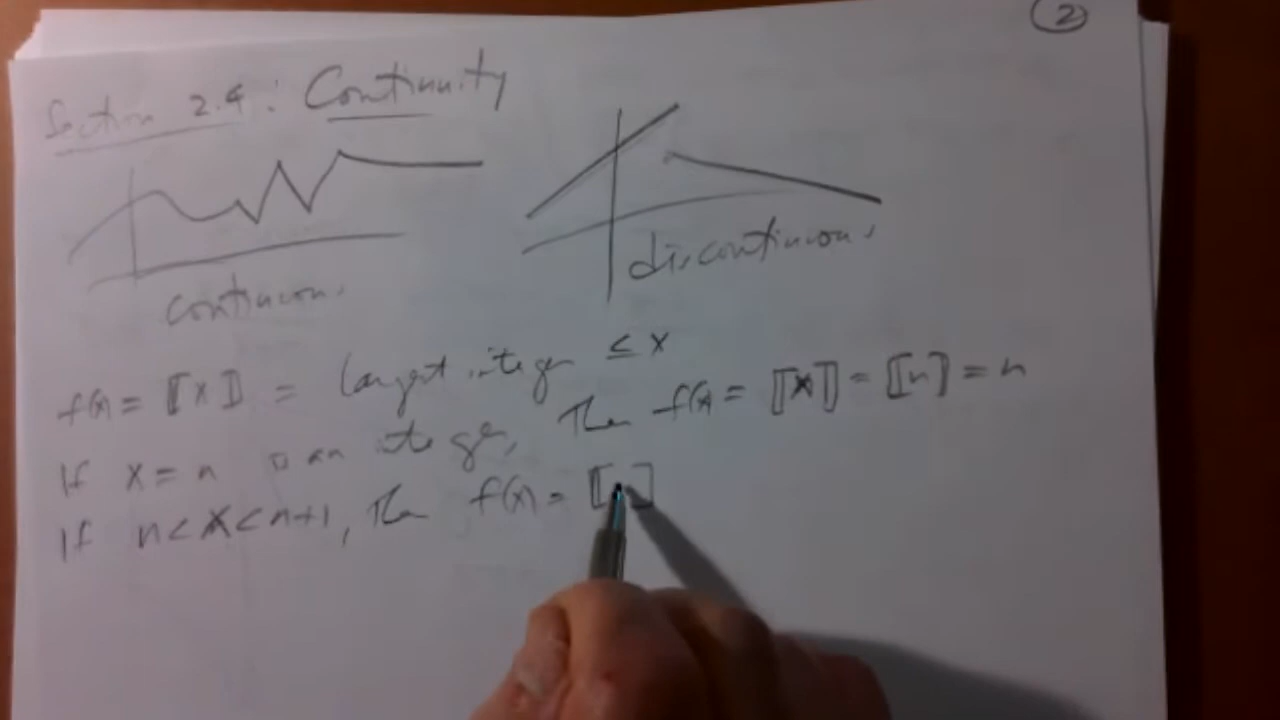 2
Section 2.4: Continuity
continuous
discontinuous
f(x) = ⟦x⟧ = largest integer ≤ x
If x = n is an integer, then f(x) = ⟦x⟧ = ⟦n⟧ = n
If n < x < n+1, then f(x) = ⟦ ⟧